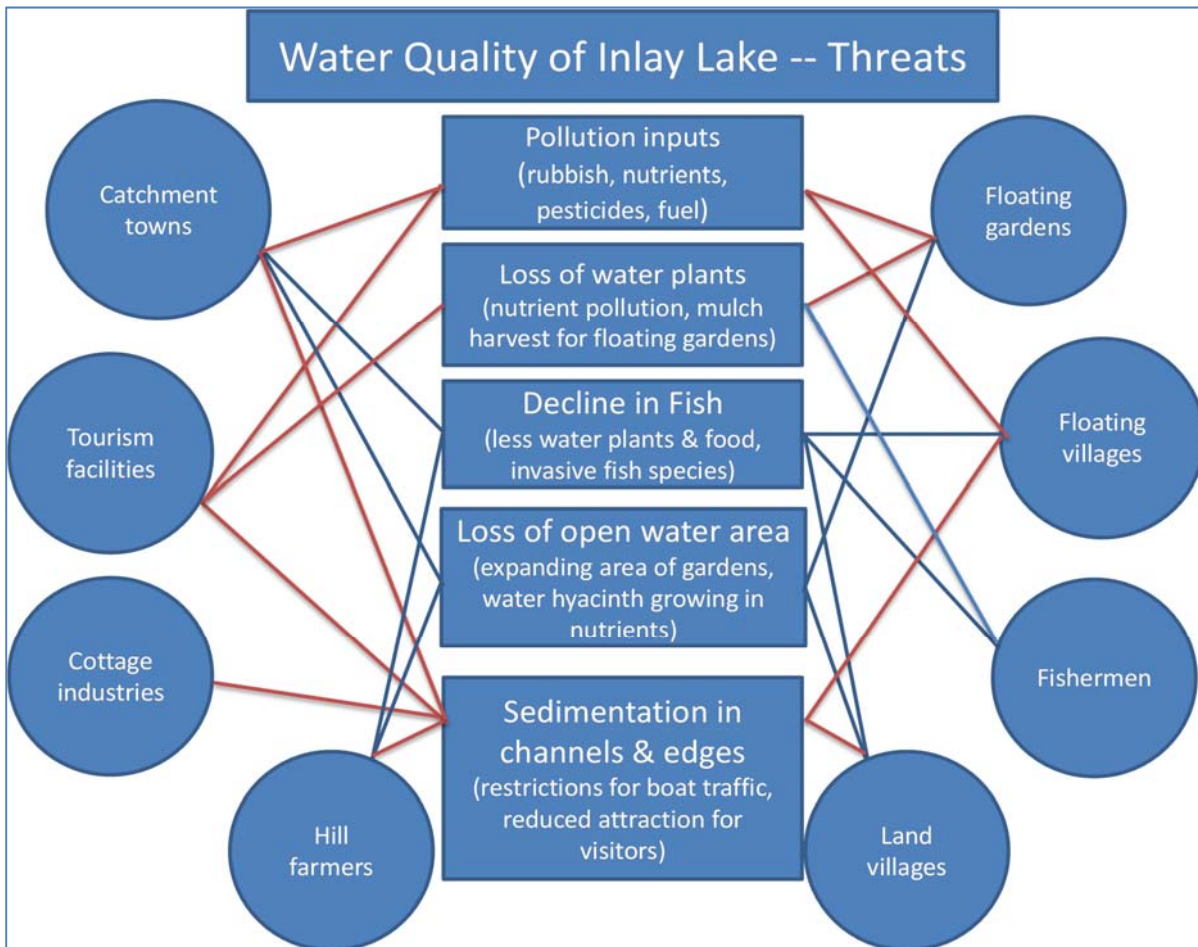 Water Quality of Inlay Lake -- Threats
Catchment
towns
Tourism
facilities
Cottage
industries
Hill
farmers
Pollution inputs
(rubbish, nutrients,
pesticides, fuel)
Loss of water plants
(nutrient pollution, mulch
harvest for floating gardens)
Decline in Fish
(less water plants & food,
invasive fish species)
Loss of open water area
(expanding area of gardens,
water hyacinth growing in
nutrients)
Sedimentation in
channels & edges
(restrictions for boat traffic,
reduced attraction for
visitors)
Floating
gardens
Floating
villages
Fishermen
Land
villages